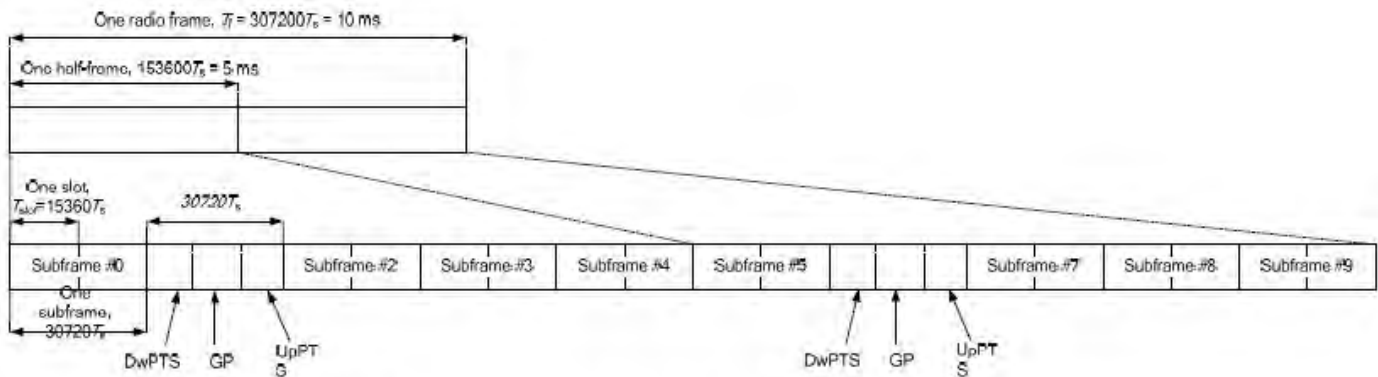 One radio frame, Tf = 307200Ts = 10 ms
One half-frame, 153600Ts = 5 ms
One slot,
Tslot=15360Ts
30720Ts
Subframe #0
Subframe #2
Subframe #3
Subframe #4
Subframe #5
Subframe #7
Subframe #8
Subframe #9
One
subframe,
30720Ts
DwPTS
GP
UpPT
S
DwPTS
GP
UpPT
S